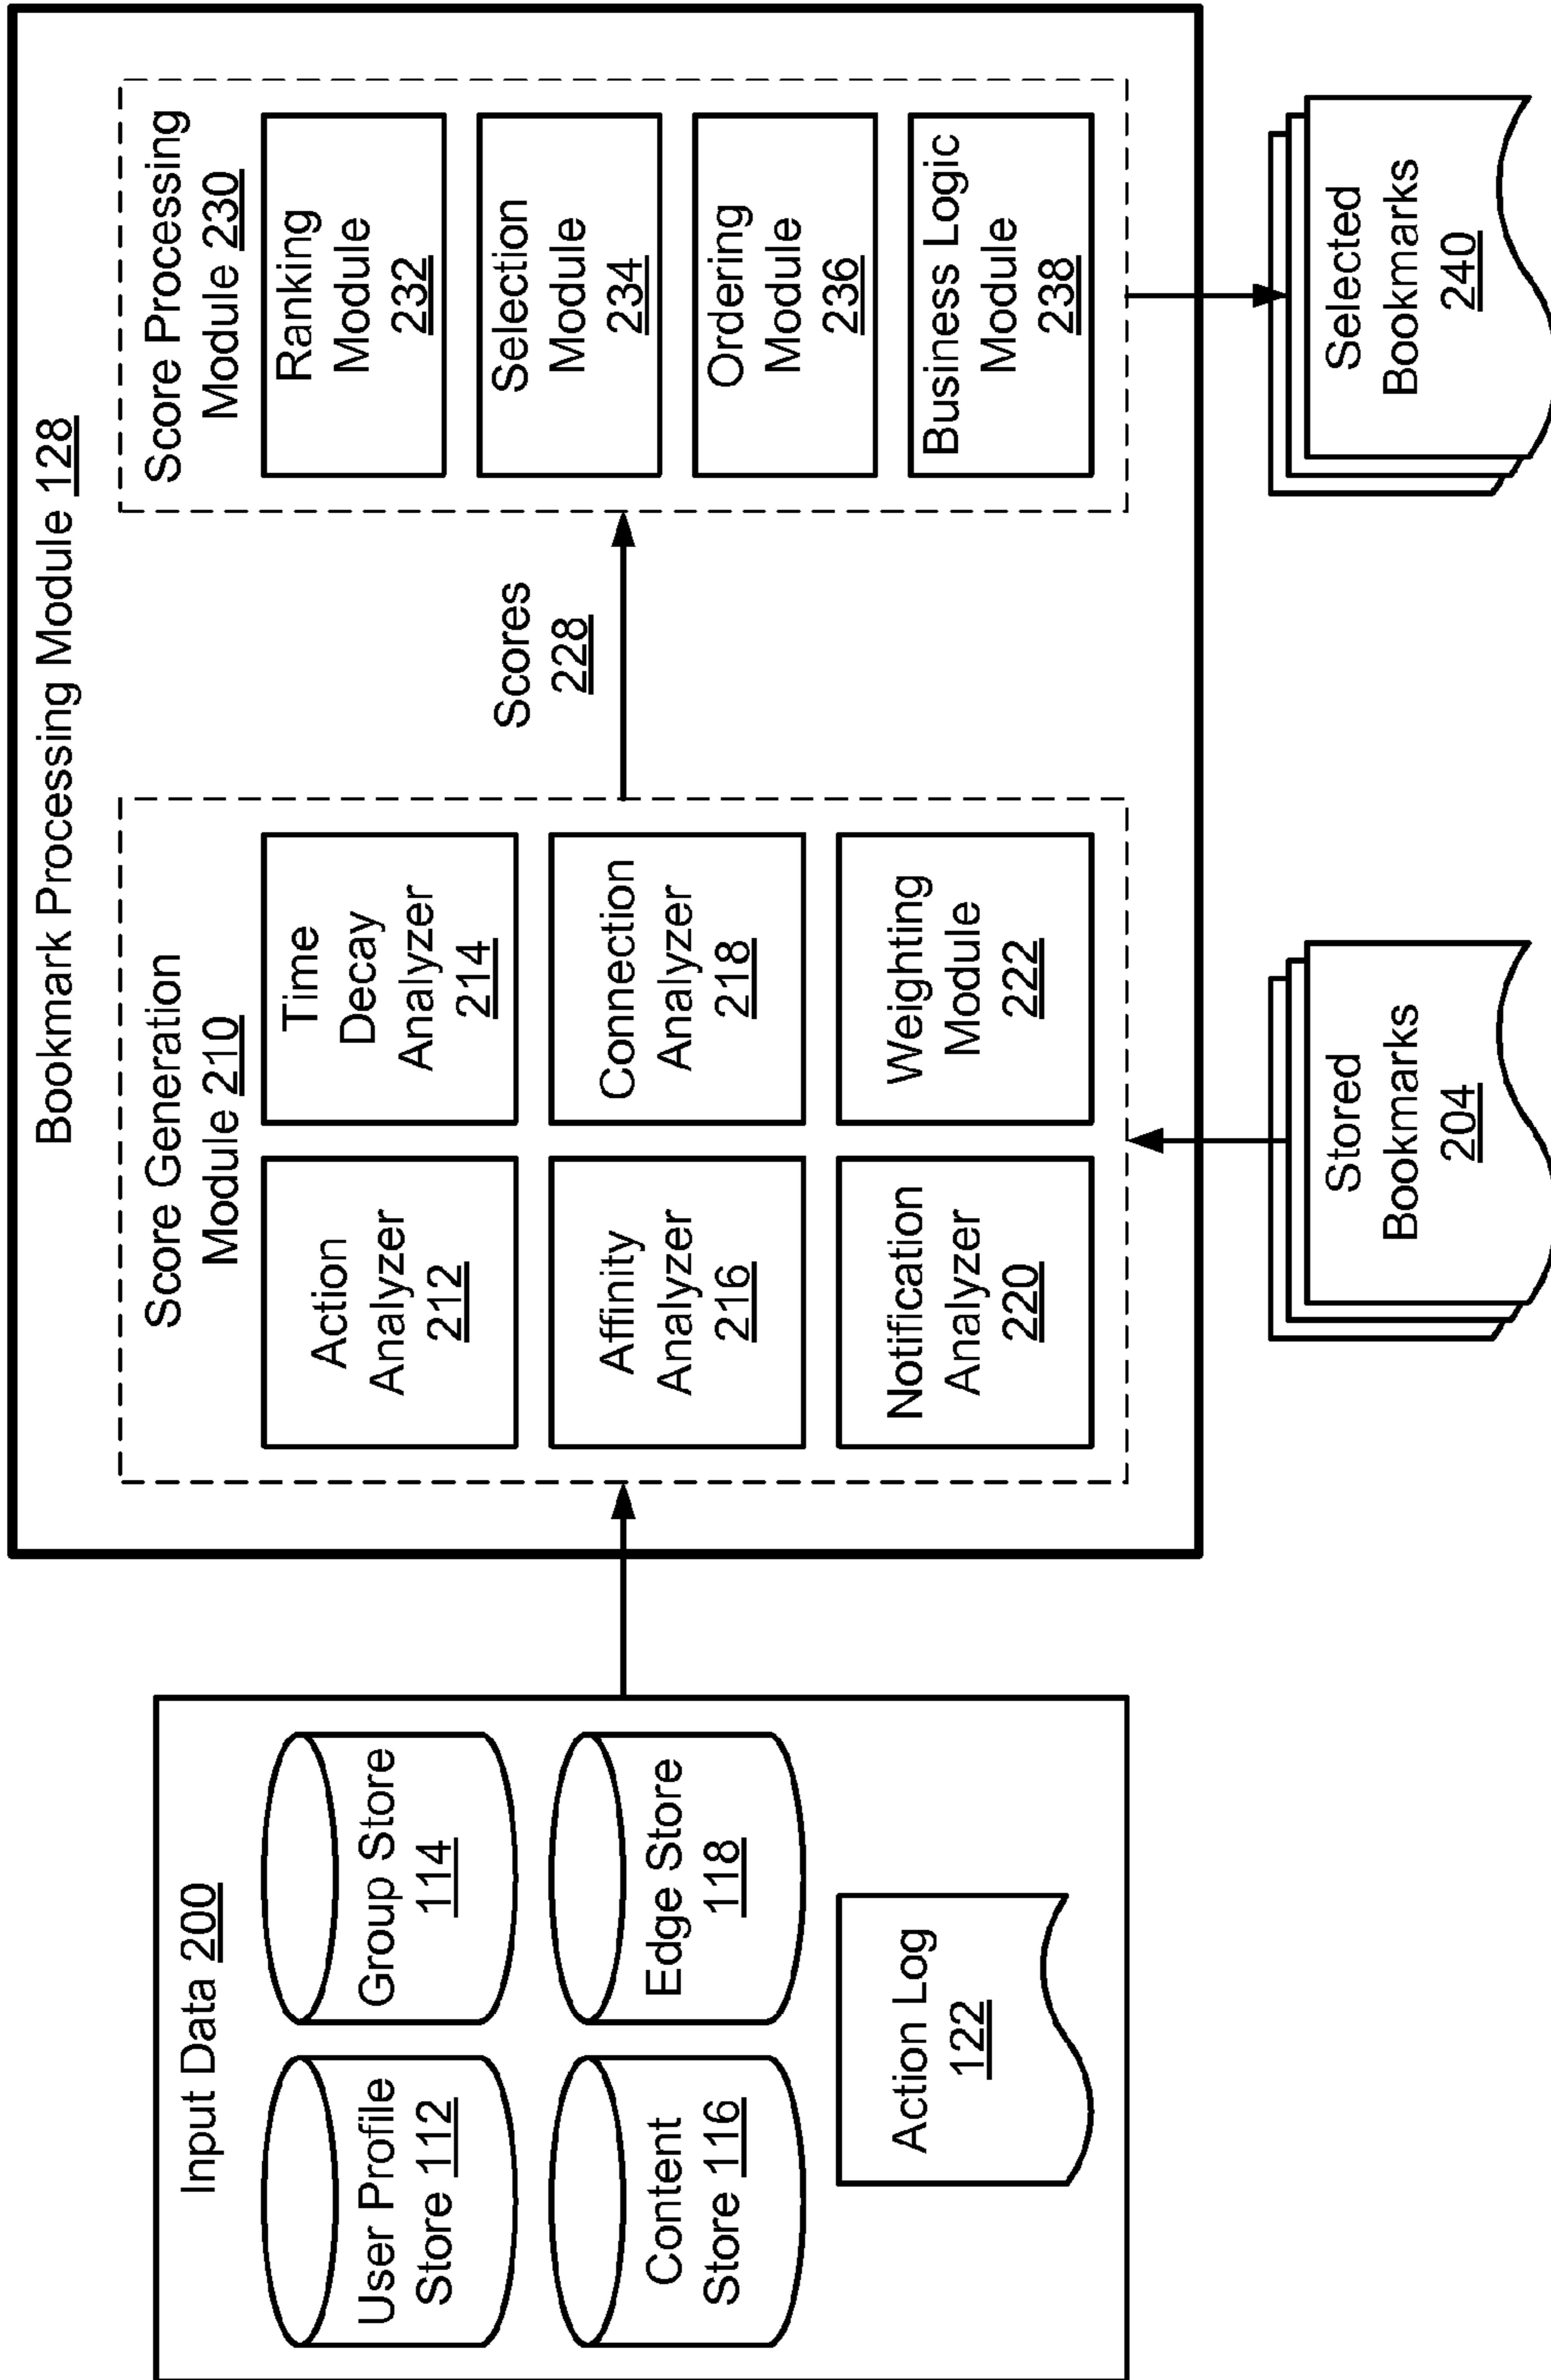 Input Data 200
User Profile
Store 112
Group Store
114
Content
Store 116
Edge Store
118
Action Log
122
Bookmark Processing Module 128
Score Generation
Module 210
Action
Analyzer
212
Time
Decay
Analyzer
214
Affinity
Analyzer
216
Connection
Analyzer
218
Notification
Analyzer
220
Weighting
Module
222
Scores
228
Score Processing
Module 230
Ranking
Module
232
Selection
Module
234
Ordering
Module
236
Business Logic
Module
238
Stored
Bookmarks
204
Selected
Bookmarks
240